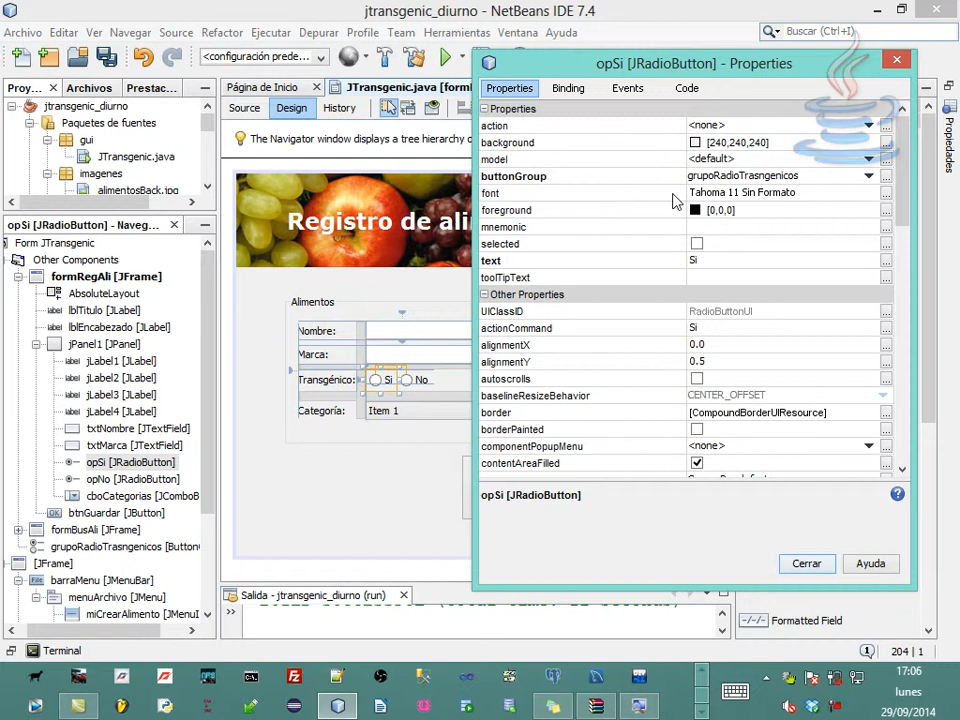 jtransgenic_diurno - NetBeans IDE 7.4
Archivo Editar Ver Navegar Source Refactor Ejecutar Depurar Profile Team Herramientas Ventana Ayuda
Buscar (Ctrl+I)
<configuración prede...
Proy... Archivos Prestac...
Página de Inicio
JTransgenic.java [form
Source Design History
The Navigator window displays a tree hierarchy o
jtransgenic_diurno
Paquetes de fuentes
gui
JTransgenic.java
imagenes
alimentosBack.jpg
opSi [JRadioButton] - Naveg...
Form JTransgenic
Other Components
formRegAli [JFrame]
AbsoluteLayout
label lblTitulo [JLabel]
label lblEncabezado [JLabel]
jPanel1 [JPanel]
label jLabel1 [JLabel]
label jLabel2 [JLabel]
label jLabel3 [JLabel]
label jLabel4 [JLabel]
txtNombre [JTextField]
txtMarca [JTextField]
opSi [JRadioButton]
opNo [JRadioButton]
cboCategorias [JComboB
OK btnGuardar [JButton]
formBusAli [JFrame]
grupoRadioTrasngenicos [Button
[JFrame]
barraMenu [JMenuBar]
File menuArchivo [JMenu]
miCrearAlimento [JMenuI
Registro de ali
Alimentos
Nombre:
Marca:
Transgénico: Si No
Categoría: Item 1
Salida - jtransgenic_diurno (run)
opSi [JRadioButton] - Properties
Properties Binding Events Code
Properties
action <none>
background [240,240,240]
model <default>
buttonGroup grupoRadioTrasngenicos
font Tahoma 11 Sin Formato
foreground [0,0,0]
mnemonic
selected
text Si
toolTipText
Other Properties
UIClassID RadioButtonUI
actionCommand Si
alignmentX 0.0
alignmentY 0.5
autoscrolls
baselineResizeBehavior CENTER_OFFSET
border [CompoundBorderUIResource]
borderPainted
componentPopupMenu <none>
contentAreaFilled
opSi [JRadioButton]
Cerrar Ayuda
Propiedades
Formatted Field
Terminal
204 | 1
17:06
lunes
29/09/2014